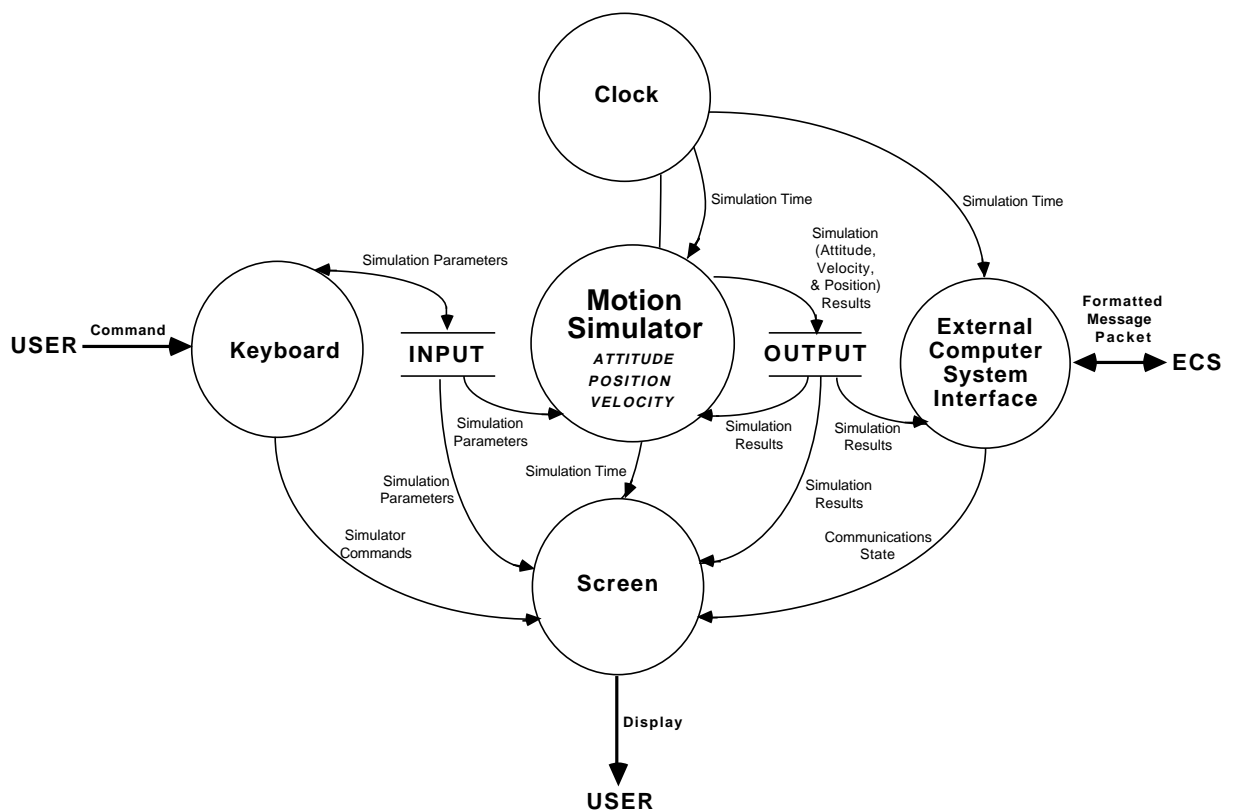 Clock
Simulation Time
Simulation Time
Simulation
(Attitude,
Velocity,
& Position)
Results
Simulation Parameters
Motion
Simulator
ATTITUDE
POSITION
VELOCITY
Formatted
Message
Packet
External
Computer
System
Interface
Command
USER
Keyboard
INPUT
OUTPUT
ECS
Simulation
Parameters
Simulation
Results
Simulation
Results
Simulation Time
Simulation
Parameters
Simulation
Results
Simulator
Commands
Communications
State
Screen
Display
USER